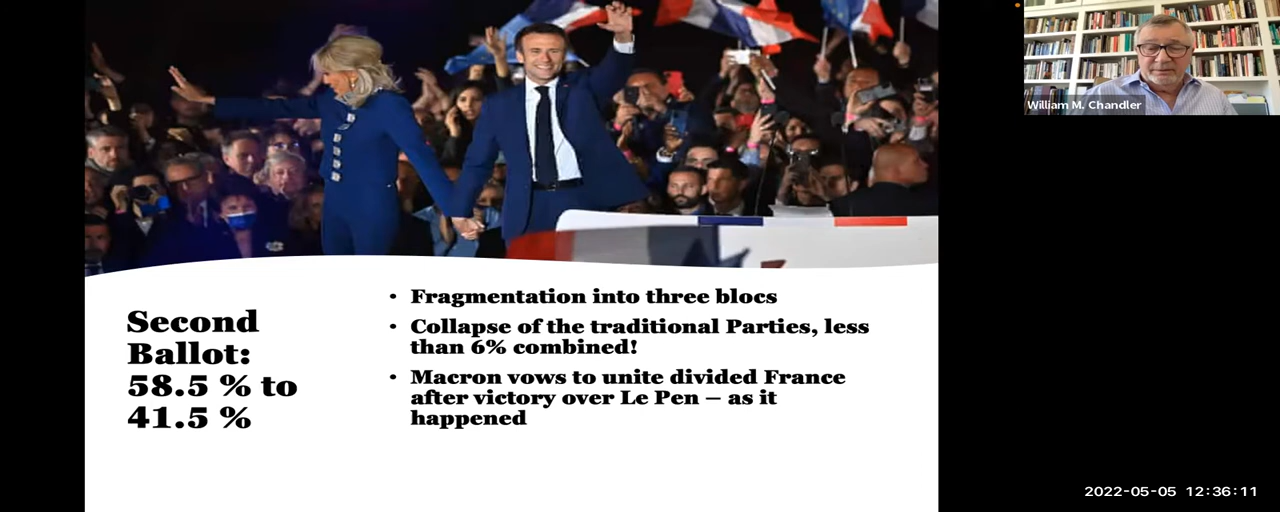 William M. Chandler
Second
Ballot:
58.5 % to
41.5 %
• Fragmentation into three blocs
• Collapse of the traditional Parties, less
than 6% combined!
• Macron vows to unite divided France
after victory over Le Pen – as it
happened
2022-05-05 12:36:11